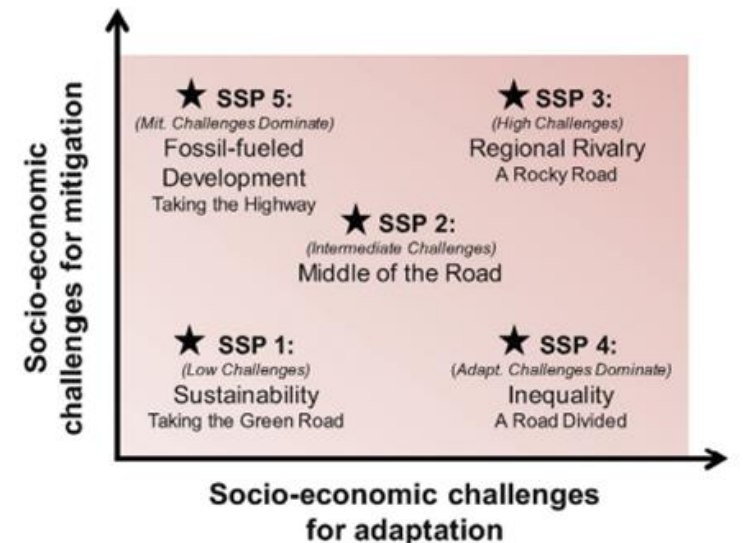 Socio-economic
challenges for mitigation
SSP 5:
(Mit. Challenges Dominate)
Fossil-fueled
Development
Taking the Highway
SSP 3:
(High Challenges)
Regional Rivalry
A Rocky Road
SSP 2:
(Intermediate Challenges)
Middle of the Road
SSP 1:
(Low Challenges)
Sustainability
Taking the Green Road
SSP 4:
(Adapt. Challenges Dominate)
Inequality
A Road Divided
Socio-economic challenges
for adaptation